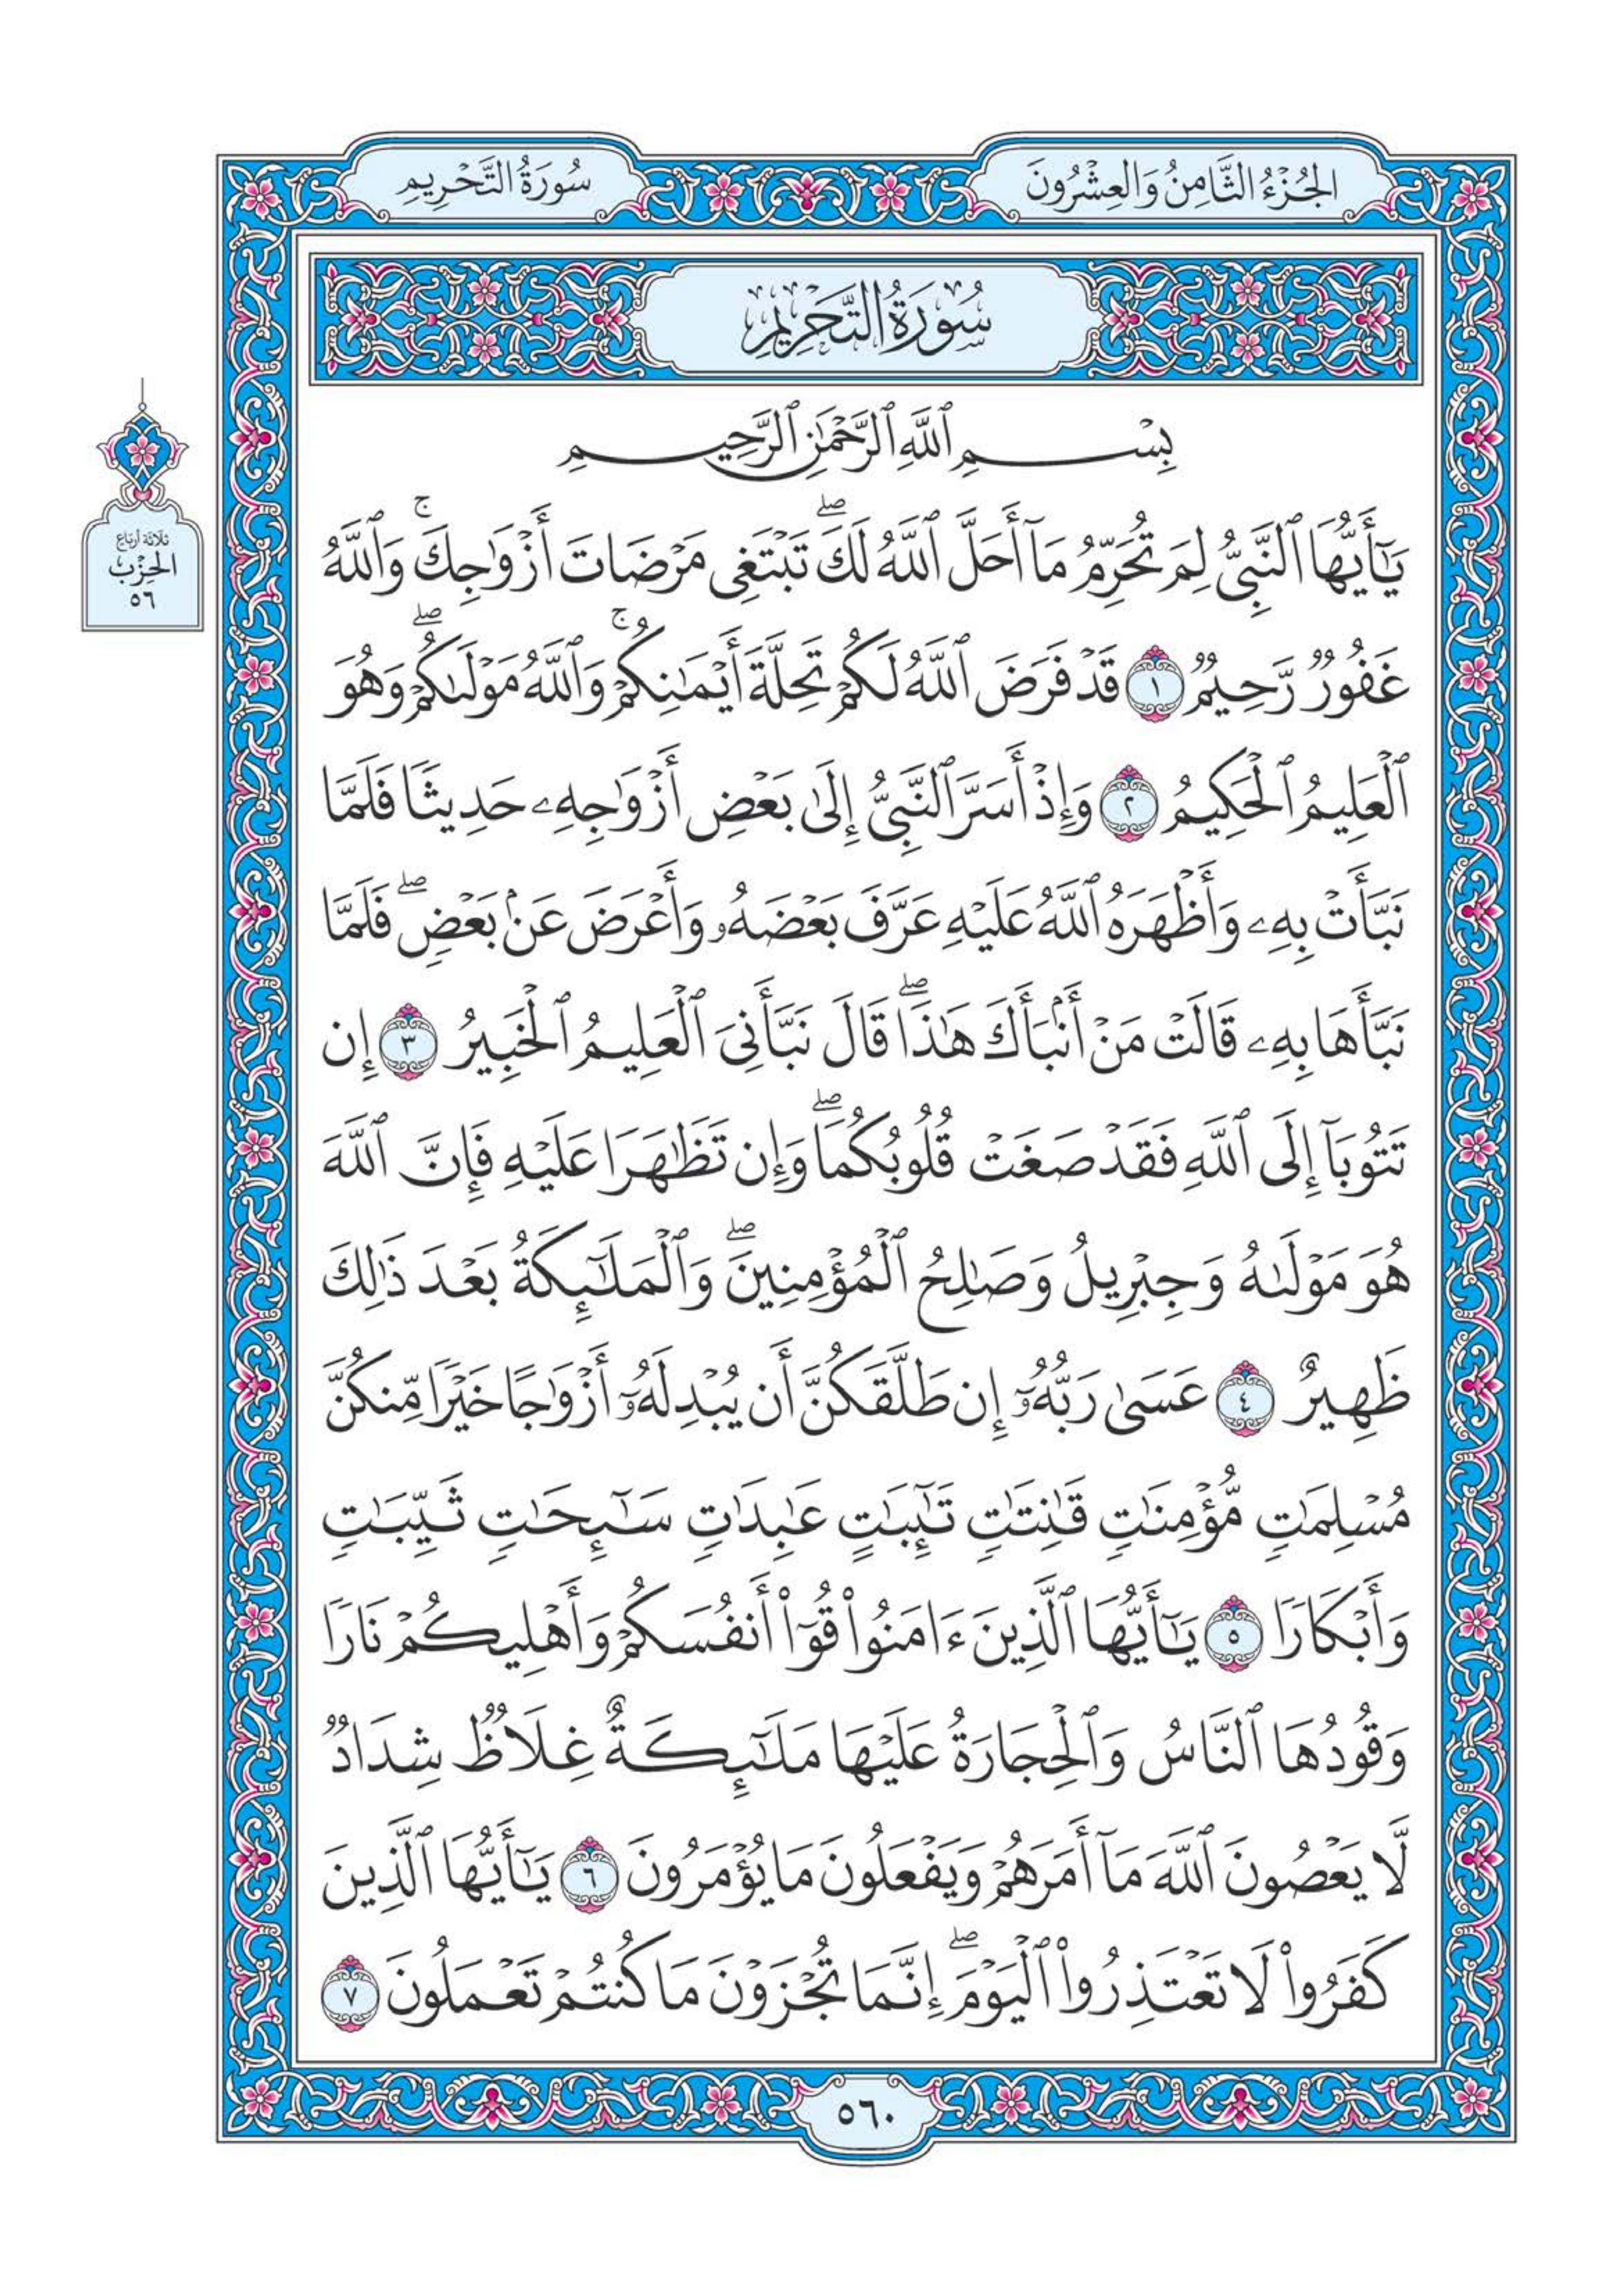 الجُزْءُ الثَّامِنُ وَالعِشْرُونَ
سُورَةُ التَّحْرِيمِ
سُورَةُ التَّحْرِيمِ
بِسْمِ ٱللَّهِ ٱلرَّحْمَٰنِ ٱلرَّحِيمِ
يَٰٓأَيُّهَا ٱلنَّبِيُّ لِمَ تُحَرِّمُ مَآ أَحَلَّ ٱللَّهُ لَكَۖ تَبْتَغِي مَرْضَاتَ أَزْوَٰجِكَۚ وَٱللَّهُ
غَفُورٞ رَّحِيمٞ ١ قَدْ فَرَضَ ٱللَّهُ لَكُمْ تَحِلَّةَ أَيْمَٰنِكُمْۚ وَٱللَّهُ مَوْلَىٰكُمْۖ وَهُوَ
ٱلْعَلِيمُ ٱلْحَكِيمُ ٢ وَإِذْ أَسَرَّ ٱلنَّبِيُّ إِلَىٰ بَعْضِ أَزْوَٰجِهِۦ حَدِيثٗا فَلَمَّا
نَبَّأَتْ بِهِۦ وَأَظْهَرَهُ ٱللَّهُ عَلَيْهِ عَرَّفَ بَعْضَهُۥ وَأَعْرَضَ عَنۢ بَعْضٖۖ فَلَمَّا
نَبَّأَهَا بِهِۦ قَالَتْ مَنْ أَنۢبَأَكَ هَٰذَاۖ قَالَ نَبَّأَنِيَ ٱلْعَلِيمُ ٱلْخَبِيرُ ٣ إِن
تَتُوبَآ إِلَى ٱللَّهِ فَقَدْ صَغَتْ قُلُوبُكُمَاۖ وَإِن تَظَٰهَرَا عَلَيْهِ فَإِنَّ ٱللَّهَ
هُوَ مَوْلَىٰهُ وَجِبْرِيلُ وَصَٰلِحُ ٱلْمُؤْمِنِينَۖ وَٱلْمَلَٰٓئِكَةُ بَعْدَ ذَٰلِكَ
ظَهِيرٌ ٤ عَسَىٰ رَبُّهُۥٓ إِن طَلَّقَكُنَّ أَن يُبْدِلَهُۥٓ أَزْوَٰجًا خَيْرٗا مِّنكُنَّ
مُسْلِمَٰتٖ مُّؤْمِنَٰتٖ قَٰنِتَٰتٖ تَٰٓئِبَٰتٍ عَٰبِدَٰتٖ سَٰٓئِحَٰتٖ ثَيِّبَٰتٖ
وَأَبْكَارٗا ٥ يَٰٓأَيُّهَا ٱلَّذِينَ ءَامَنُوا۟ قُوٓا۟ أَنفُسَكُمْ وَأَهْلِيكُمْ نَارٗا
وَقُودُهَا ٱلنَّاسُ وَٱلْحِجَارَةُ عَلَيْهَا مَلَٰٓئِكَةٌ غِلَاظٞ شِدَادٞ
لَّا يَعْصُونَ ٱللَّهَ مَآ أَمَرَهُمْ وَيَفْعَلُونَ مَا يُؤْمَرُونَ ٦ يَٰٓأَيُّهَا ٱلَّذِينَ
كَفَرُوا۟ لَا تَعْتَذِرُوا۟ ٱلْيَوْمَۖ إِنَّمَا تُجْزَوْنَ مَا كُنتُمْ تَعْمَلُونَ ٧
ثلاثة أرباع
الحِزْب
٥٦
٥٦٠